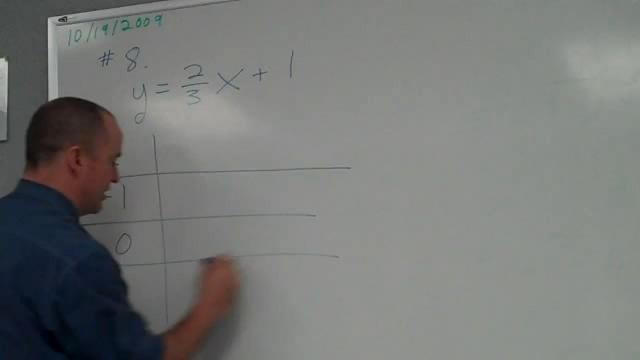 10/19/2009
# 8.
y = 2/3 x + 1
-1
0